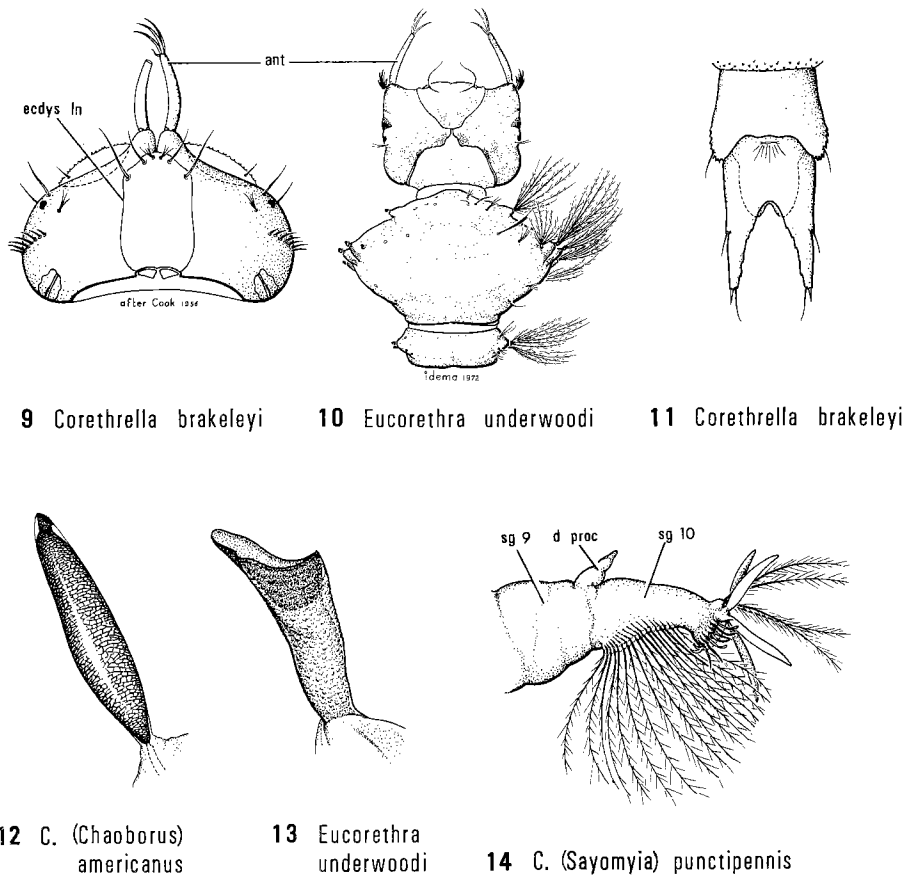 ant
ecdys ln
after Cook 1956
idema 1972
9 Corethrella brakeleyi
10 Eucorethra underwoodi
11 Corethrella brakeleyi
sg 9
d proc
sg 10
12 C. (Chaoborus)
americanus
13 Eucorethra
underwoodi
14 C. (Sayomyia) punctipennis